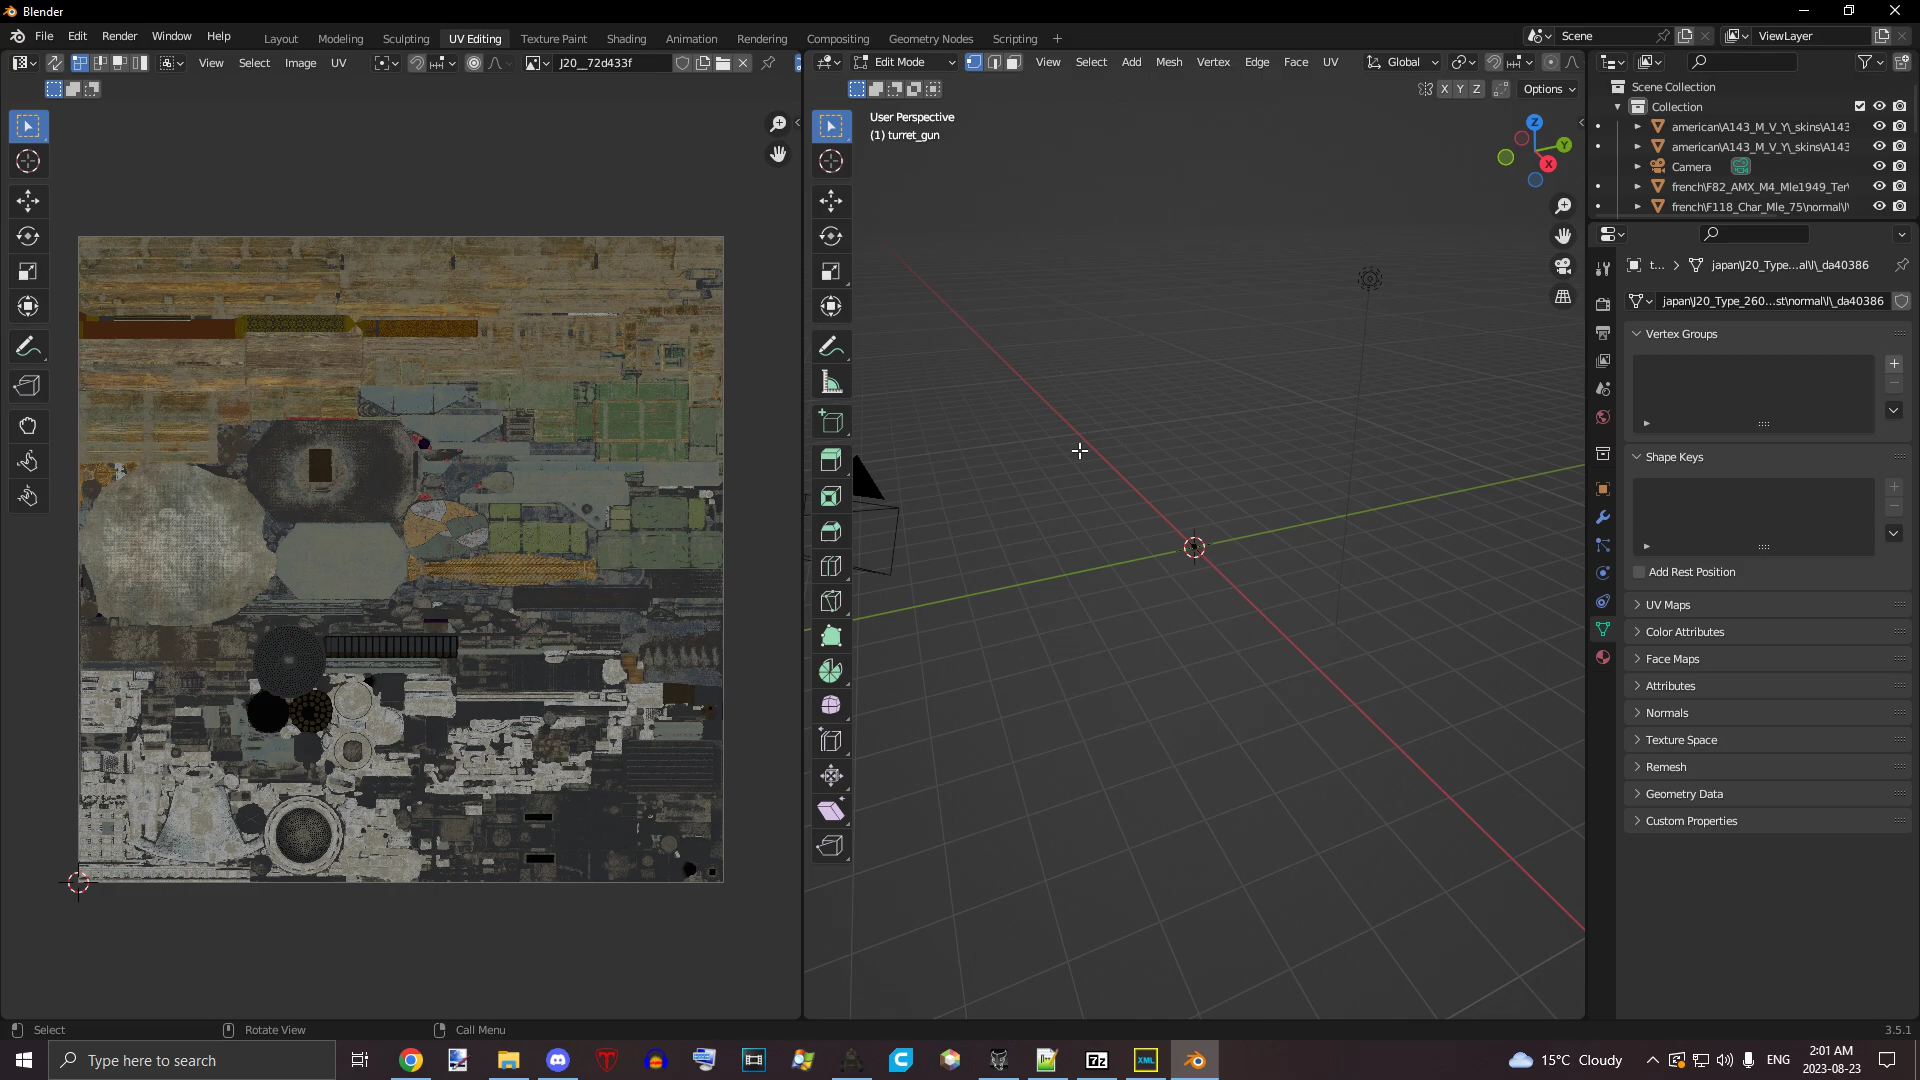 Blender
File Edit Render Window Help
Layout Modeling Sculpting UV Editing Texture Paint Shading Animation Rendering Compositing Geometry Nodes Scripting
Scene
ViewLayer
View Select Image UV
J20__72d433f
Edit Mode
View Select Add Mesh Vertex Edge Face UV
Global
X Y Z
Options
User Perspective
(1) turret_gun
Z
Y
X
Scene Collection
Collection
american\A143_M_V_Y\_skins\A143
american\A143_M_V_Y\_skins\A143
Camera
french\F82_AMX_M4_Mle1949_Ter\
french\F118_Char_Mle_75\normal\l\
t... japan\J20_Type...al\l\_da40386
japan\J20_Type_260...st\normal\l\_da40386
Vertex Groups
Shape Keys
Add Rest Position
UV Maps
Color Attributes
Face Maps
Attributes
Normals
Texture Space
Remesh
Geometry Data
Custom Properties
Select
Rotate View
Call Menu
3.5.1
Type here to search
7z
XML
15°C Cloudy
ENG
2:01 AM
2023-08-23